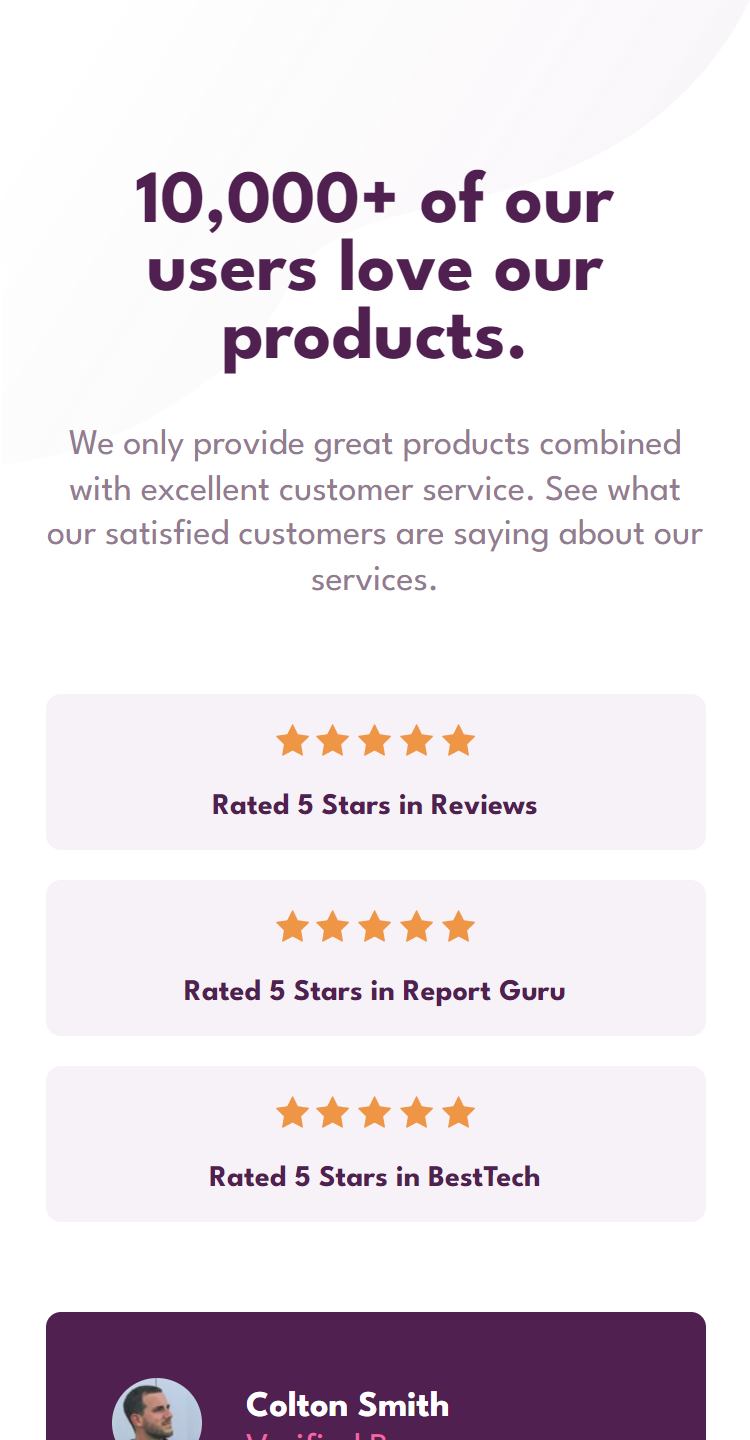 10,000+ of our
users love our
products.
We only provide great products combined
with excellent customer service. See what
our satisfied customers are saying about our
services.
Rated 5 Stars in Reviews
Rated 5 Stars in Report Guru
Rated 5 Stars in BestTech
Colton Smith